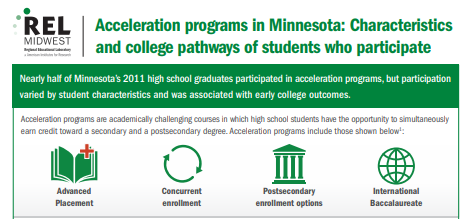 REL
MIDWEST
Regional Educational Laboratory
Acceleration programs in Minnesota: Characteristics
and college pathways of students who participate
Nearly half of Minnesota's 2011 high school graduates participated in acceleration programs, but participation
varied by student characteristics and was associated with early college outcomes.
Acceleration programs are academically challenging courses in which high school students have the opportunity to simultaneously
earn credit toward a secondary and a postsecondary degree. Acceleration programs include those shown below¹:
Advanced
Placement
Concurrent
enrollment
Postsecondary
enrollment options
International
Baccalaureate